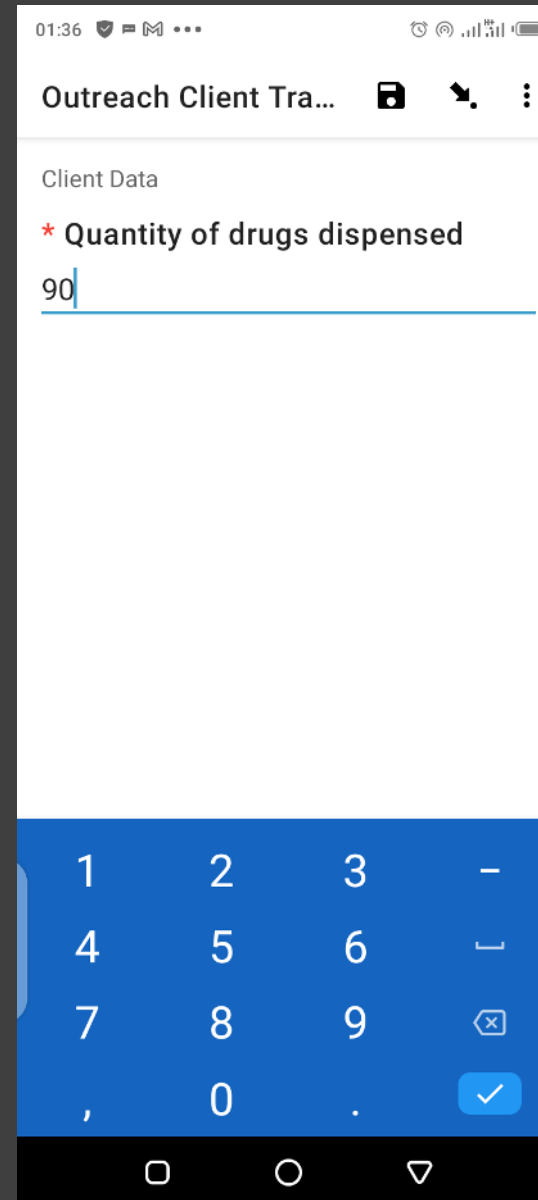 01:36
Outreach Client Tra...
Client Data
* Quantity of drugs dispensed
90
1 2 3 -
4 5 6
7 8 9
, 0 .